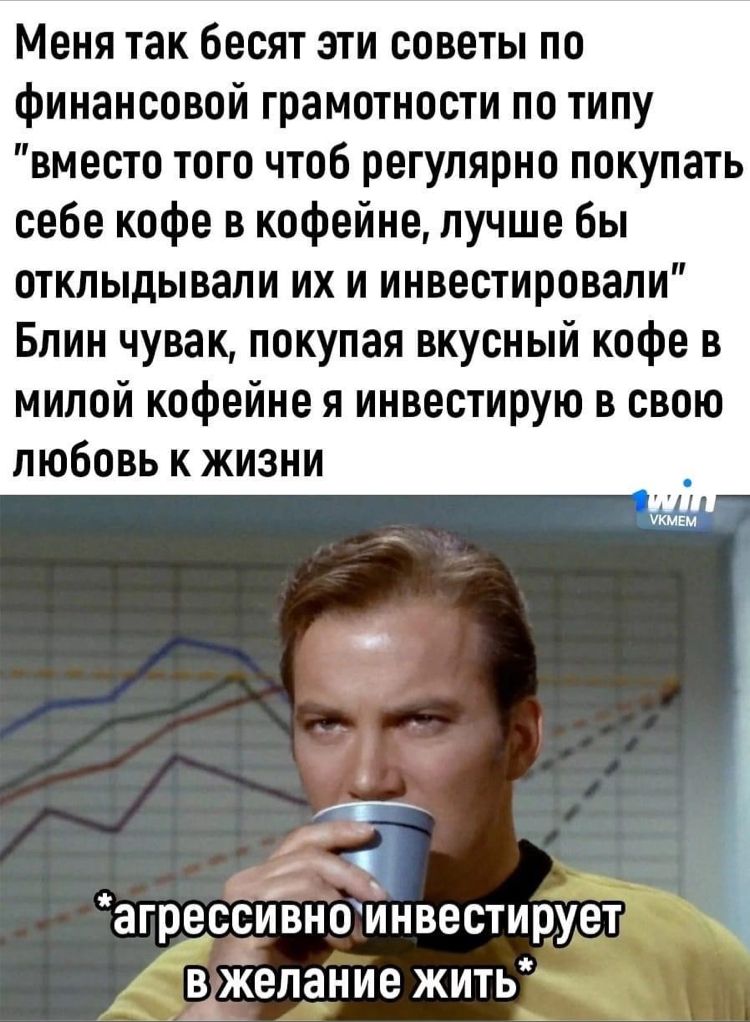 Меня так бесят эти советы по
финансовой грамотности по типу
"вместо того чтоб регулярно покупать
себе кофе в кофейне, лучше бы
отклыдывали их и инвестировали"
Блин чувак, покупая вкусный кофе в
милой кофейне я инвестирую в свою
любовь к жизни
1win
VKMEM
*агрессивно инвестирует
в желание жить*